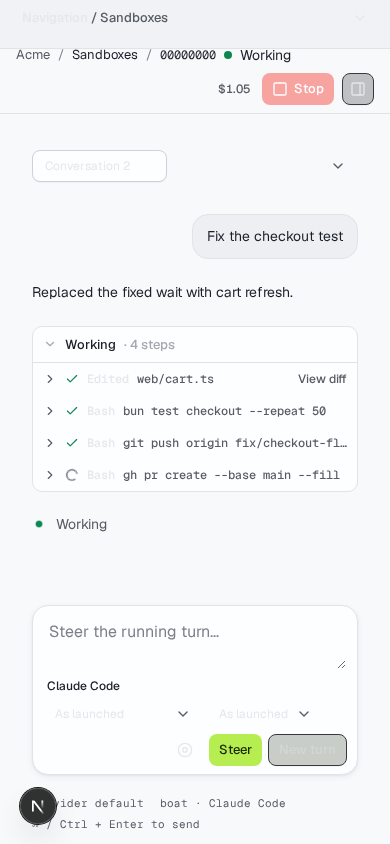 Navigation / Sandboxes
Acme / Sandboxes / 00000000 Working
$1.05 Stop
Conversation 2
Fix the checkout test
Replaced the fixed wait with cart refresh.
Working · 4 steps
Edited web/cart.ts View diff
Bash bun test checkout --repeat 50
Bash git push origin fix/checkout-fl…
Bash gh pr create --base main --fill
Working
Steer the running turn…
Claude Code
As launched As launched
Steer New turn
N
default boat · Claude Code
/ Ctrl + Enter to send